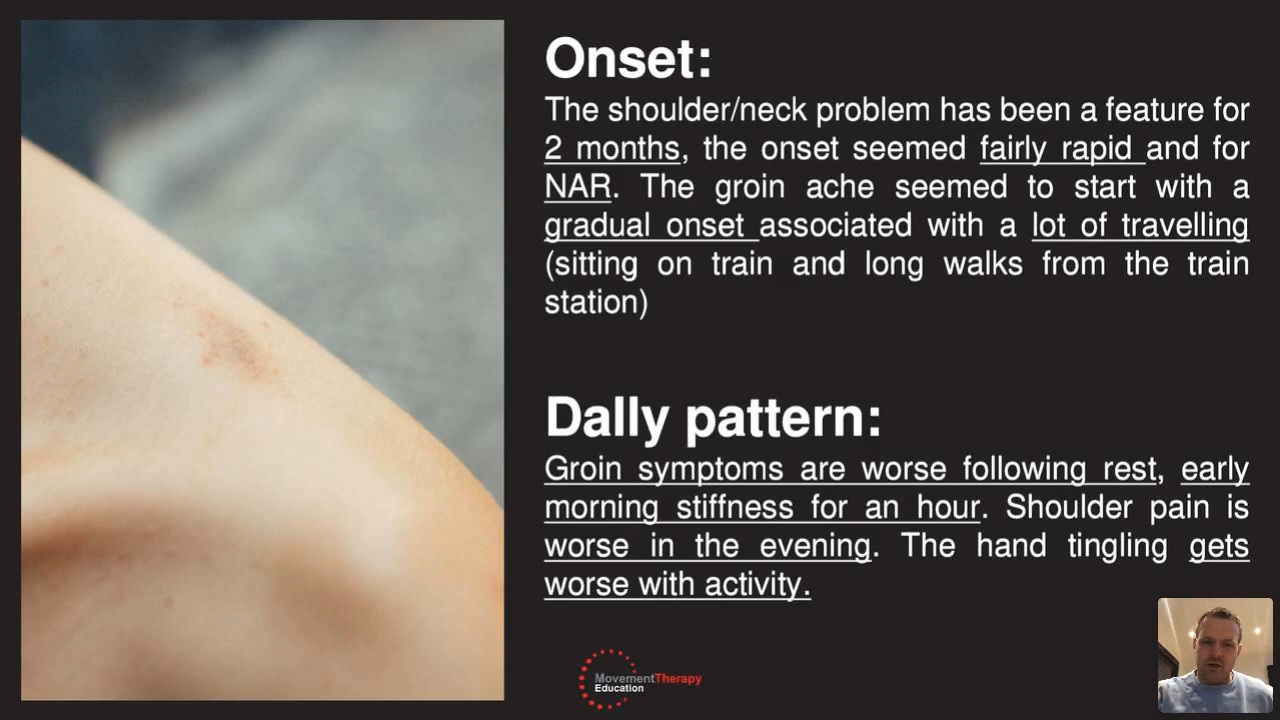 Onset:
The shoulder/neck problem has been a feature for
2 months, the onset seemed fairly rapid and for
NAR. The groin ache seemed to start with a
gradual onset associated with a lot of travelling
(sitting on train and long walks from the train
station)
Dally pattern:
Groin symptoms are worse following rest, early
morning stiffness for an hour. Shoulder pain is
worse in the evening. The hand tingling gets
worse with activity.
MovementTherapy
Education